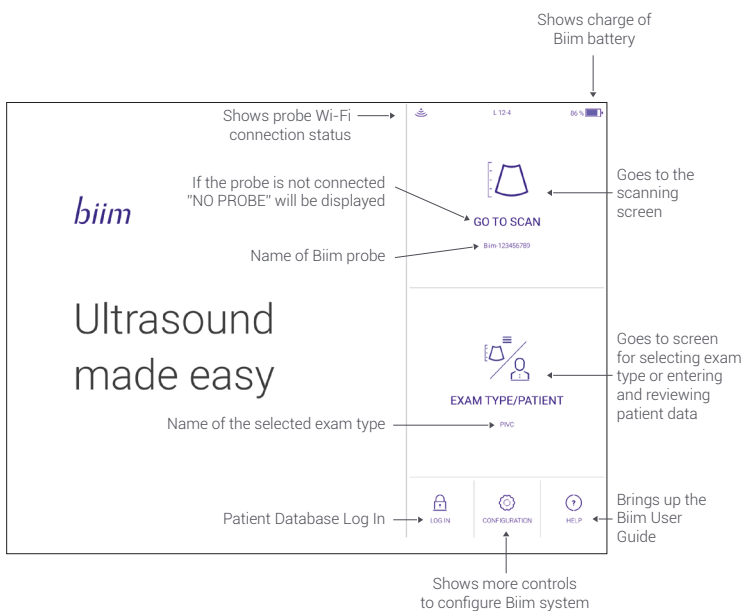 Shows charge of
Biim battery
Shows probe Wi-Fi
connection status
L 12-4
86 %
If the probe is not connected
"NO PROBE" will be displayed
Goes to the
scanning
screen
biim
GO TO SCAN
Name of Biim probe
Biim-123456789
Ultrasound
made easy
Goes to screen
for selecting exam
type or entering
and reviewing
patient data
EXAM TYPE/PATIENT
Name of the selected exam type
PIVC
Patient Database Log In
LOG IN
CONFIGURATION
?
HELP
Brings up the
Biim User
Guide
Shows more controls
to configure Biim system